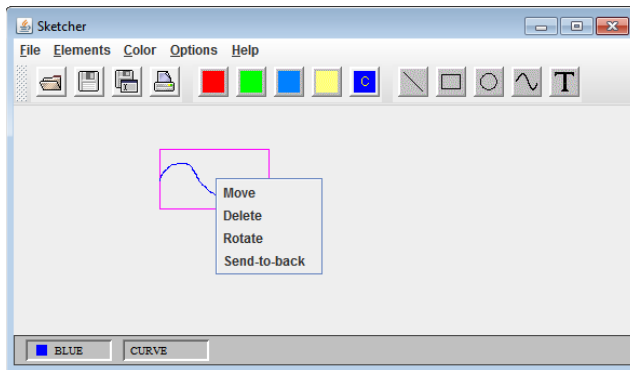 Sketcher
File Elements Color Options Help
C T
Move
Delete
Rotate
Send-to-back
BLUE CURVE